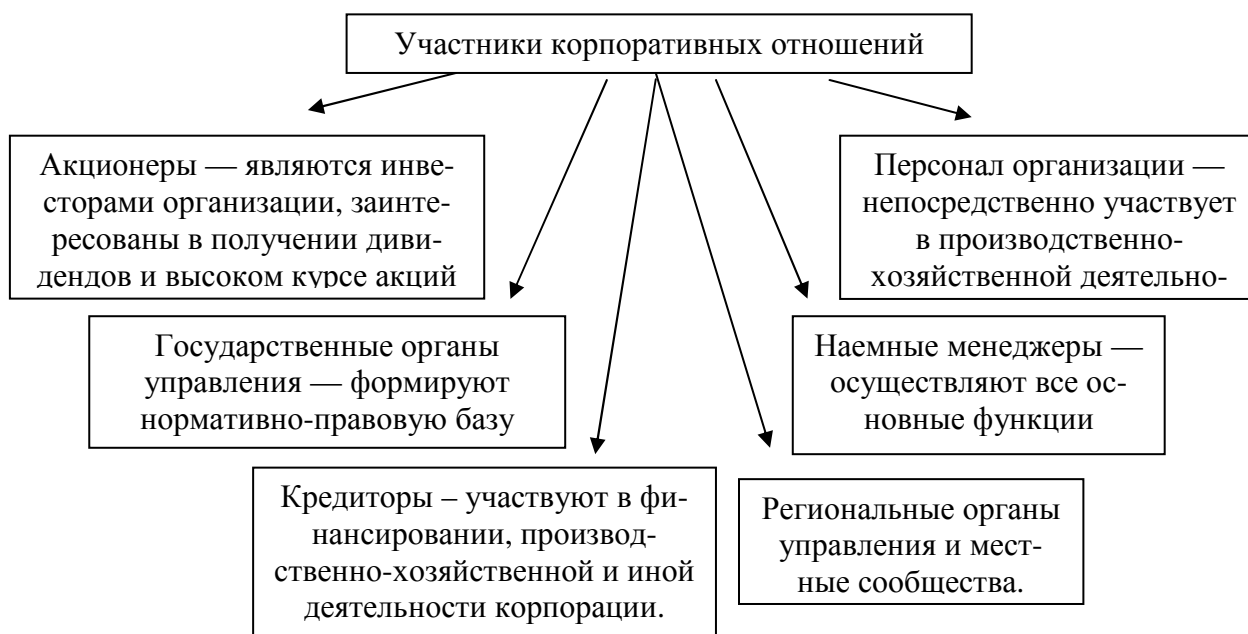 Участники корпоративных отношений
Акционеры — являются инве-
сторами организации, заинте-
ресованы в получении диви-
дендов и высоком курсе акций
Персонал организации —
непосредственно участвует
в производственно-
хозяйственной деятельно-
Государственные органы
управления — формируют
нормативно-правовую базу
Наемные менеджеры —
осуществляют все ос-
новные функции
Кредиторы – участвуют в фи-
нансировании, производ-
ственно-хозяйственной и иной
деятельности корпорации.
Региональные органы
управления и мест-
ные сообщества.